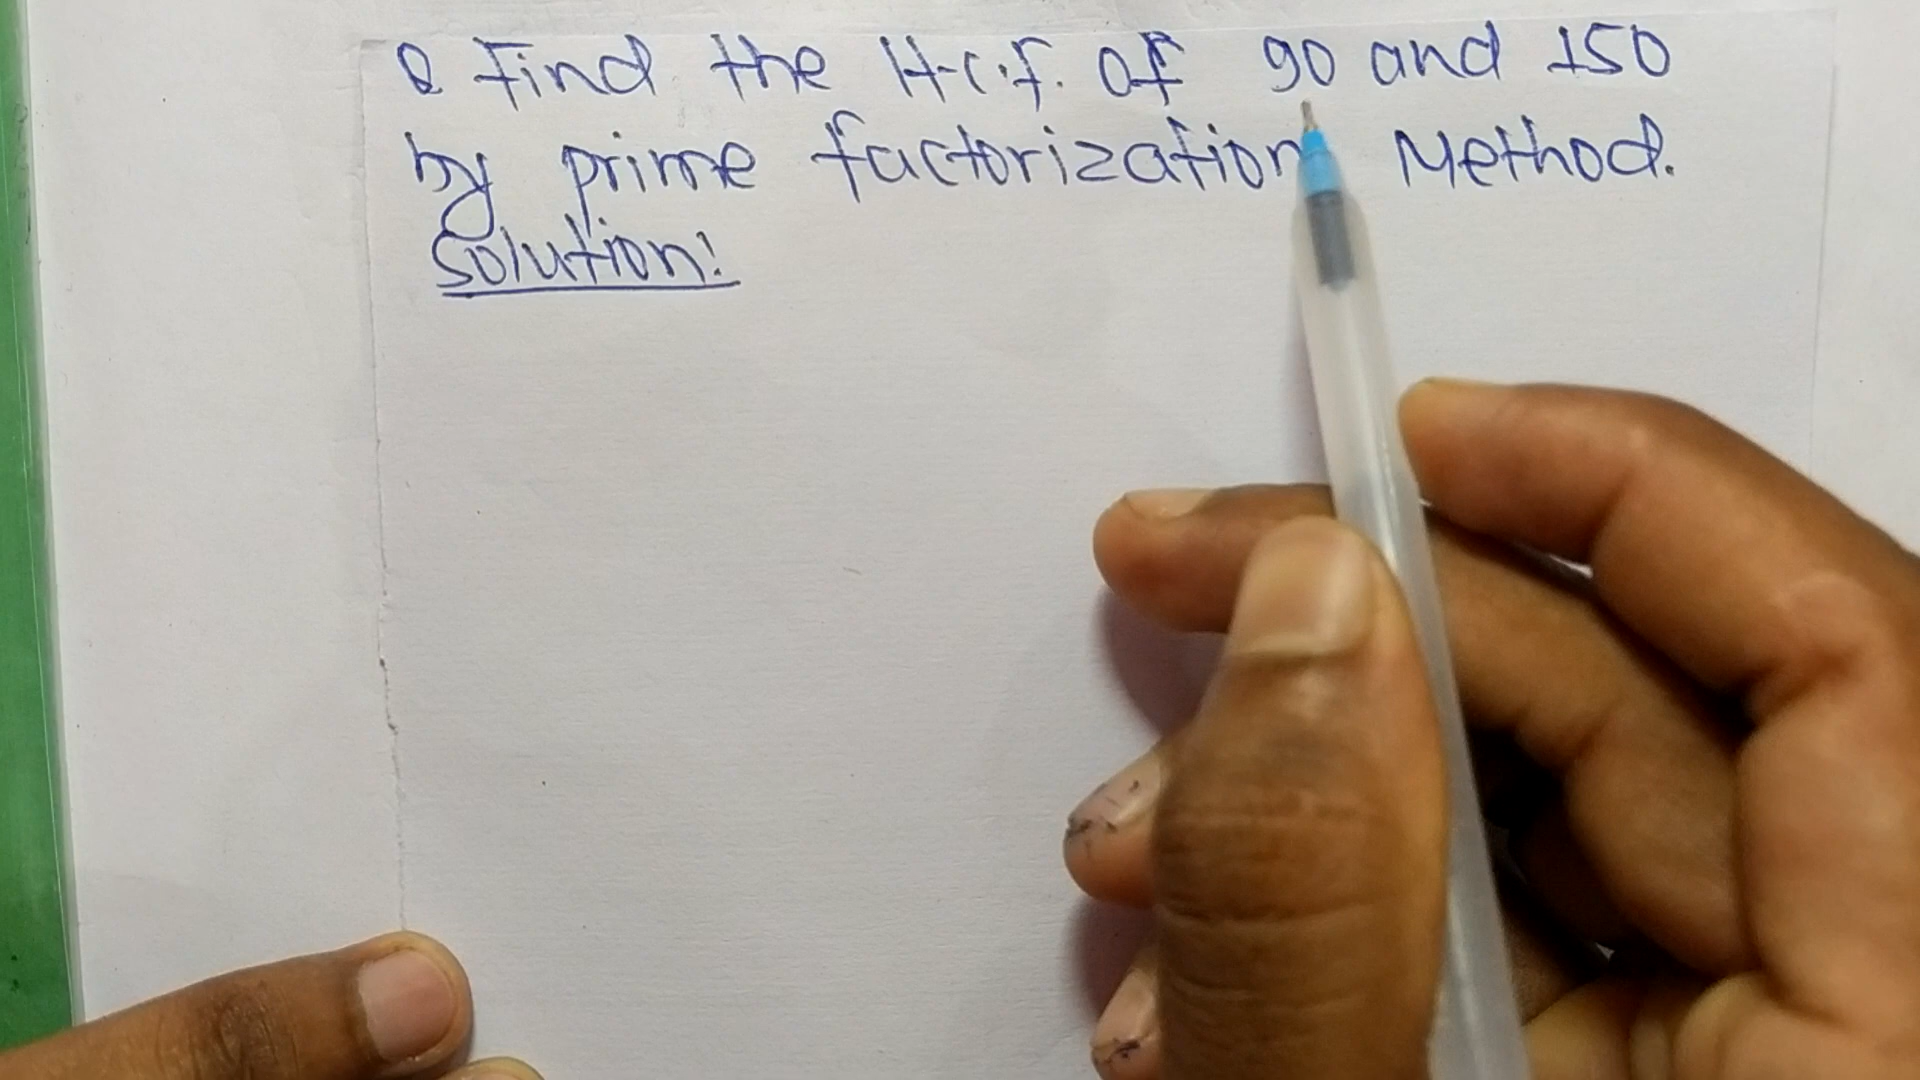 Q Find the H.C.F. of 90 and 150
by prime factorization Method.
Solution: